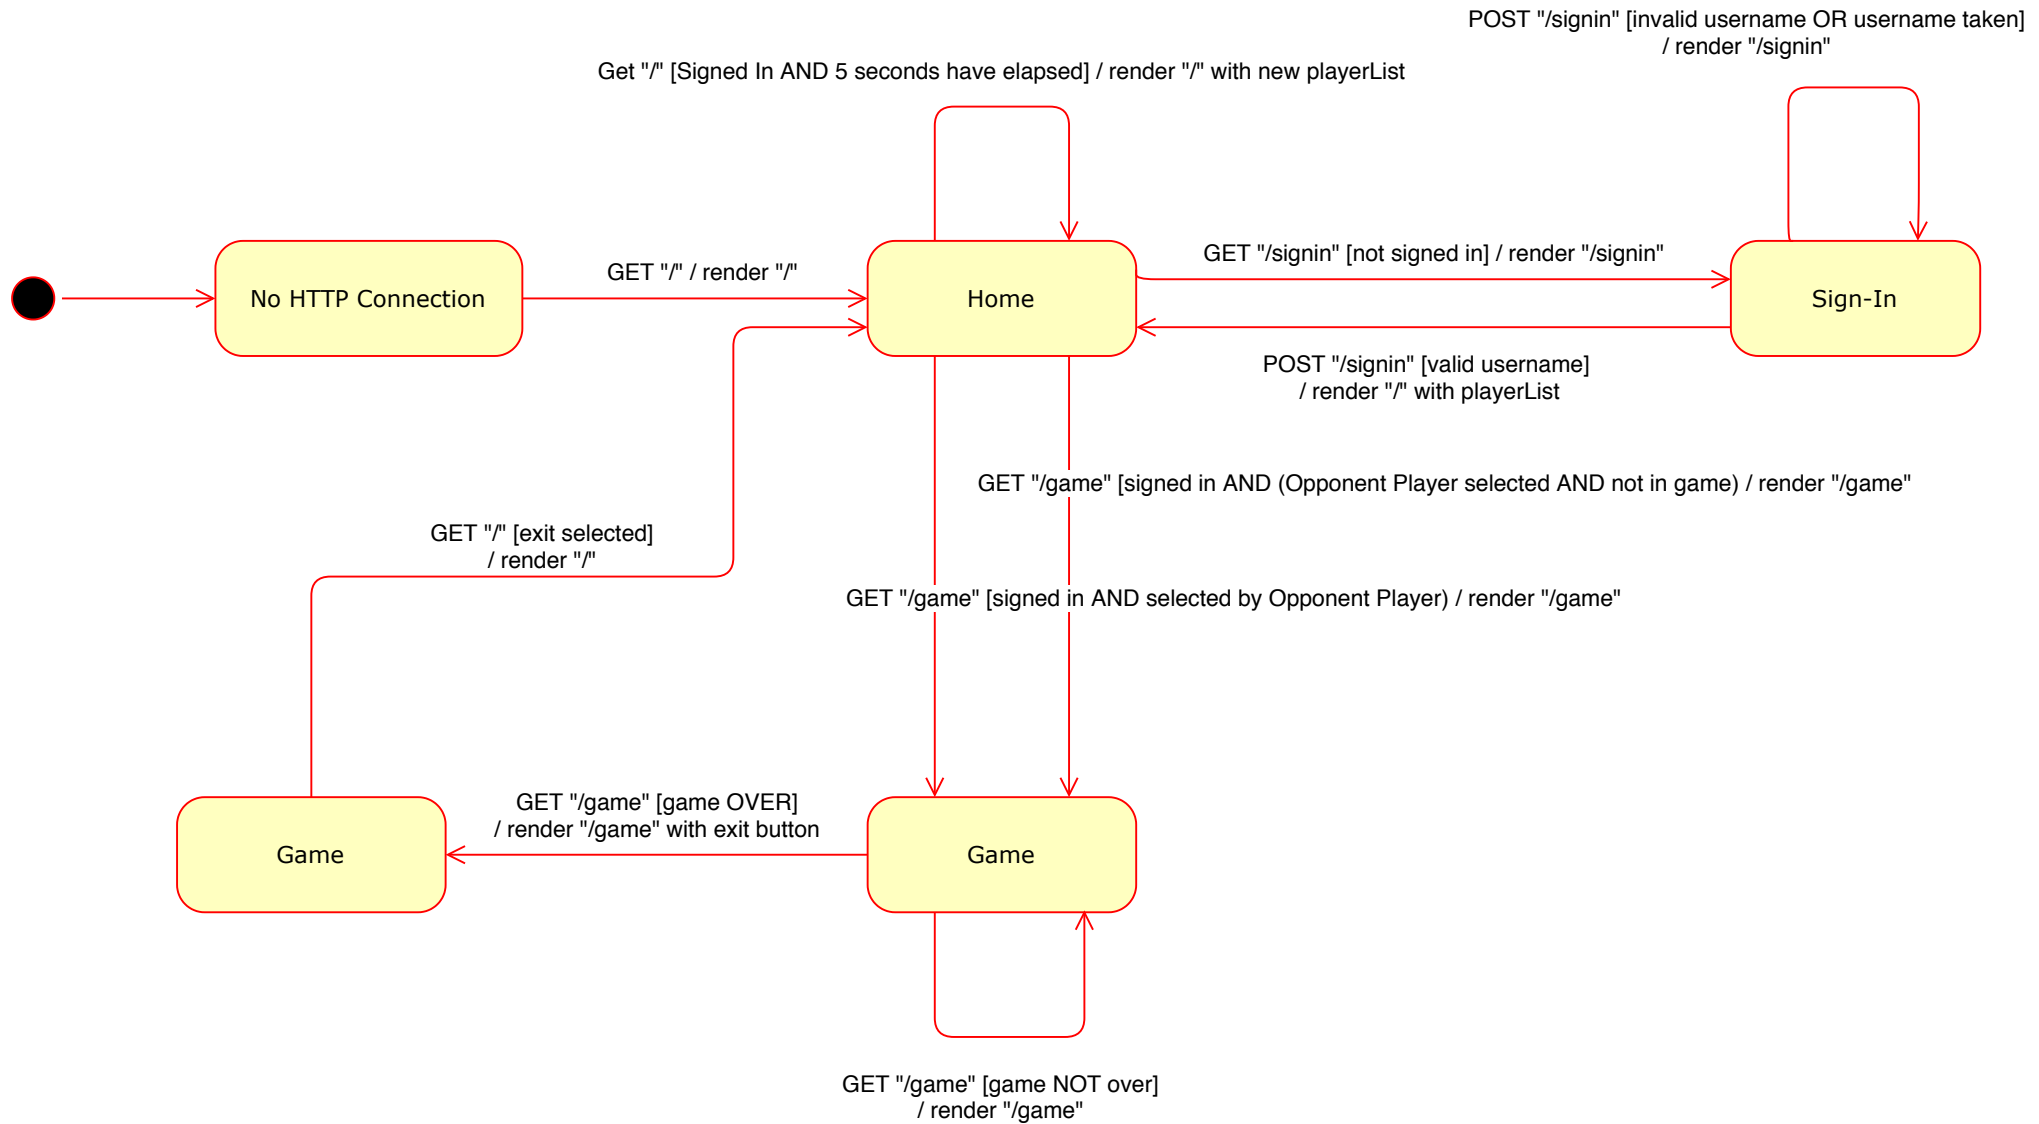 POST "/signin" [invalid username OR username taken]
/ render "/signin"
Get "/" [Signed In AND 5 seconds have elapsed] / render "/" with new playerList
GET "/" / render "/"
GET "/signin" [not signed in] / render "/signin"
No HTTP Connection
Home
Sign-In
POST "/signin" [valid username]
/ render "/" with playerList
GET "/game" [signed in AND (Opponent Player selected AND not in game) / render "/game"
GET "/" [exit selected]
/ render "/"
GET "/game" [signed in AND selected by Opponent Player) / render "/game"
GET "/game" [game OVER]
/ render "/game" with exit button
Game
Game
GET "/game" [game NOT over]
/ render "/game"